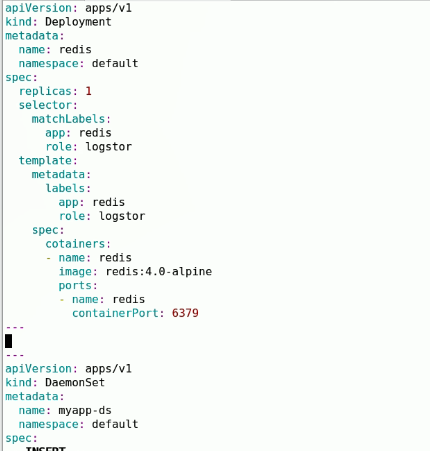 apiVersion: apps/v1
kind: Deployment
metadata:
  name: redis
  namespace: default
spec:
  replicas: 1
  selector:
    matchLabels:
      app: redis
      role: logstor
  template:
    metadata:
      labels:
        app: redis
        role: logstor
    spec:
      cotainers:
      - name: redis
        image: redis:4.0-alpine
        ports:
        - name: redis
          containerPort: 6379
---
---
apiVersion: apps/v1
kind: DaemonSet
metadata:
  name: myapp-ds
  namespace: default
spec:
-- INSERT --